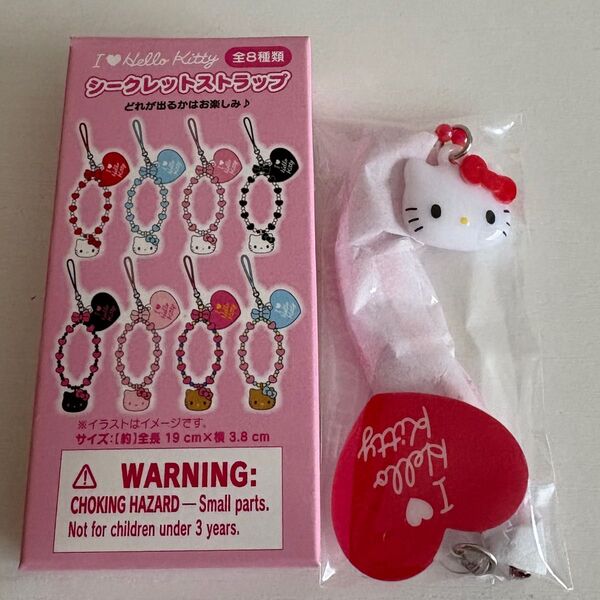 I♥Hello Kitty 全8種類
シークレットストラップ
どれが出るかはお楽しみ♪
※イラストはイメージです。
サイズ:【約】全長 19 cm×横 3.8 cm
WARNING:
CHOKING HAZARD — Small parts.
Not for children under 3 years.
I♥
Hello
Kitty